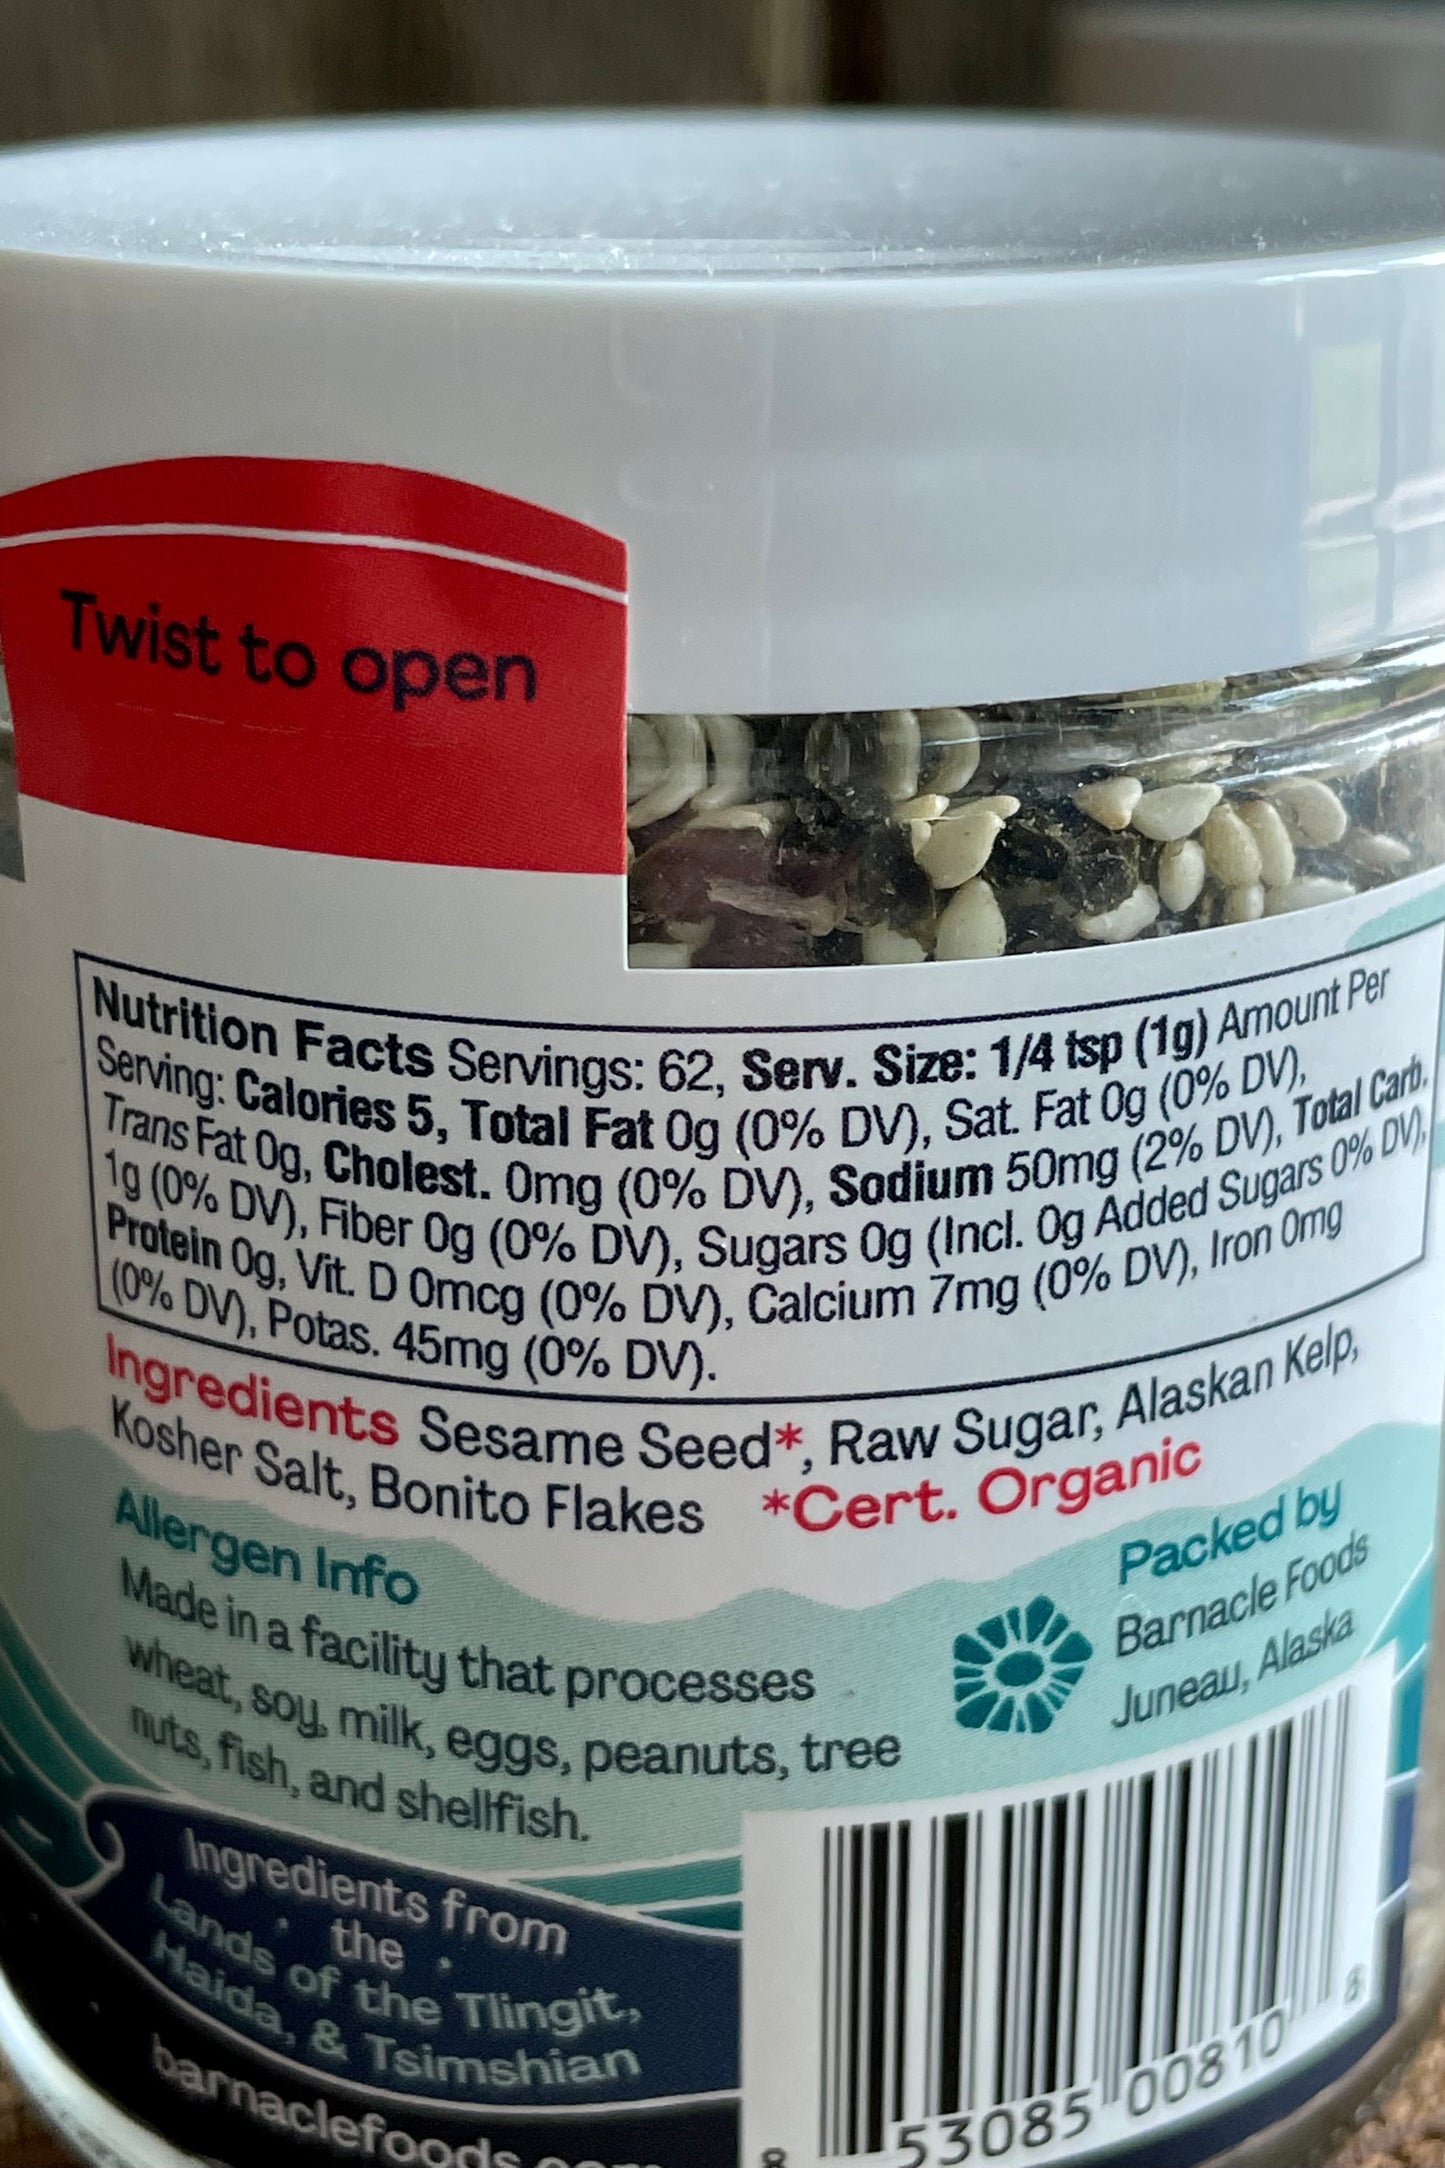 Twist to open
Nutrition Facts Servings: 62, Serv. Size: 1/4 tsp (1g) Amount Per
Serving: Calories 5, Total Fat 0g (0% DV), Sat. Fat 0g (0% DV),
Trans Fat 0g, Cholest. 0mg (0% DV), Sodium 50mg (2% DV), Total Carb.
1g (0% DV), Fiber 0g (0% DV), Sugars 0g (Incl. 0g Added Sugars 0% DV),
Protein 0g, Vit. D 0mcg (0% DV), Calcium 7mg (0% DV), Iron 0mg
(0% DV), Potas. 45mg (0% DV).
Ingredients Sesame Seed*, Raw Sugar, Alaskan Kelp,
Kosher Salt, Bonito Flakes *Cert. Organic
Allergen Info
Made in a facility that processes
wheat, soy, milk, eggs, peanuts, tree
nuts, fish, and shellfish.
Packed by
Barnacle Foods
Juneau, Alaska
Ingredients from
· the ·
Lands of the Tlingit,
Haida, & Tsimshian
barnaclefoods.com
8 53085 00810 8